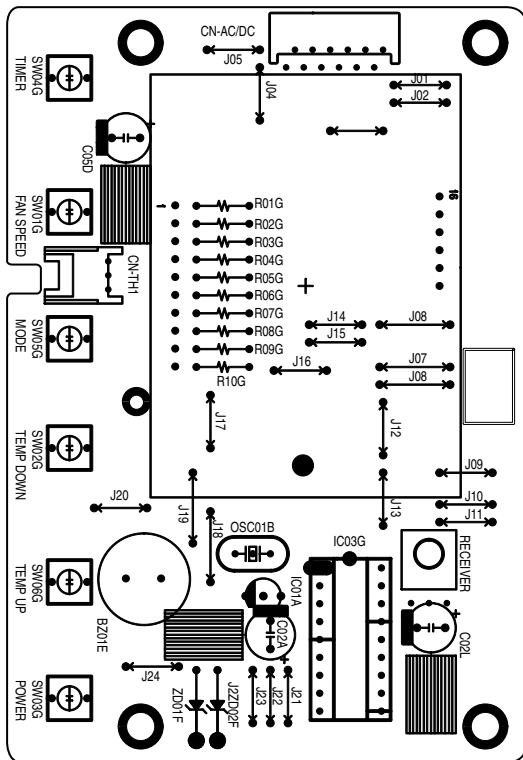 CN-AC/DC
J05
J04
J01
J02
SW04G
TIMER
C05D
+
1
16
R01G
R02G
R03G
R04G
R05G
R06G
R07G
R08G
R09G
R10G
SW01G
FAN SPEED
CN-TH1
SW05G
MODE
J14
J15
J16
J08
J07
J08
J17
J12
SW02G
TEMP DOWN
J20
J19
J18
J13
J09
J10
J11
OSC01B
IC03G
RECEIVER
SW06G
TEMP UP
BZ01E
IC01A
C02A
+
C02L
+
SW03G
POWER
J24
ZD01F
J2ZD02F
J23
J22
J21